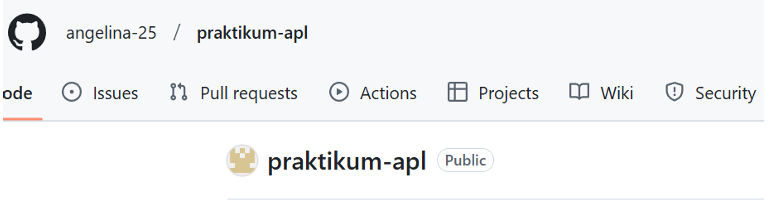 angelina-25 / praktikum-apl
ode Issues Pull requests Actions Projects Wiki Security
praktikum-apl Public